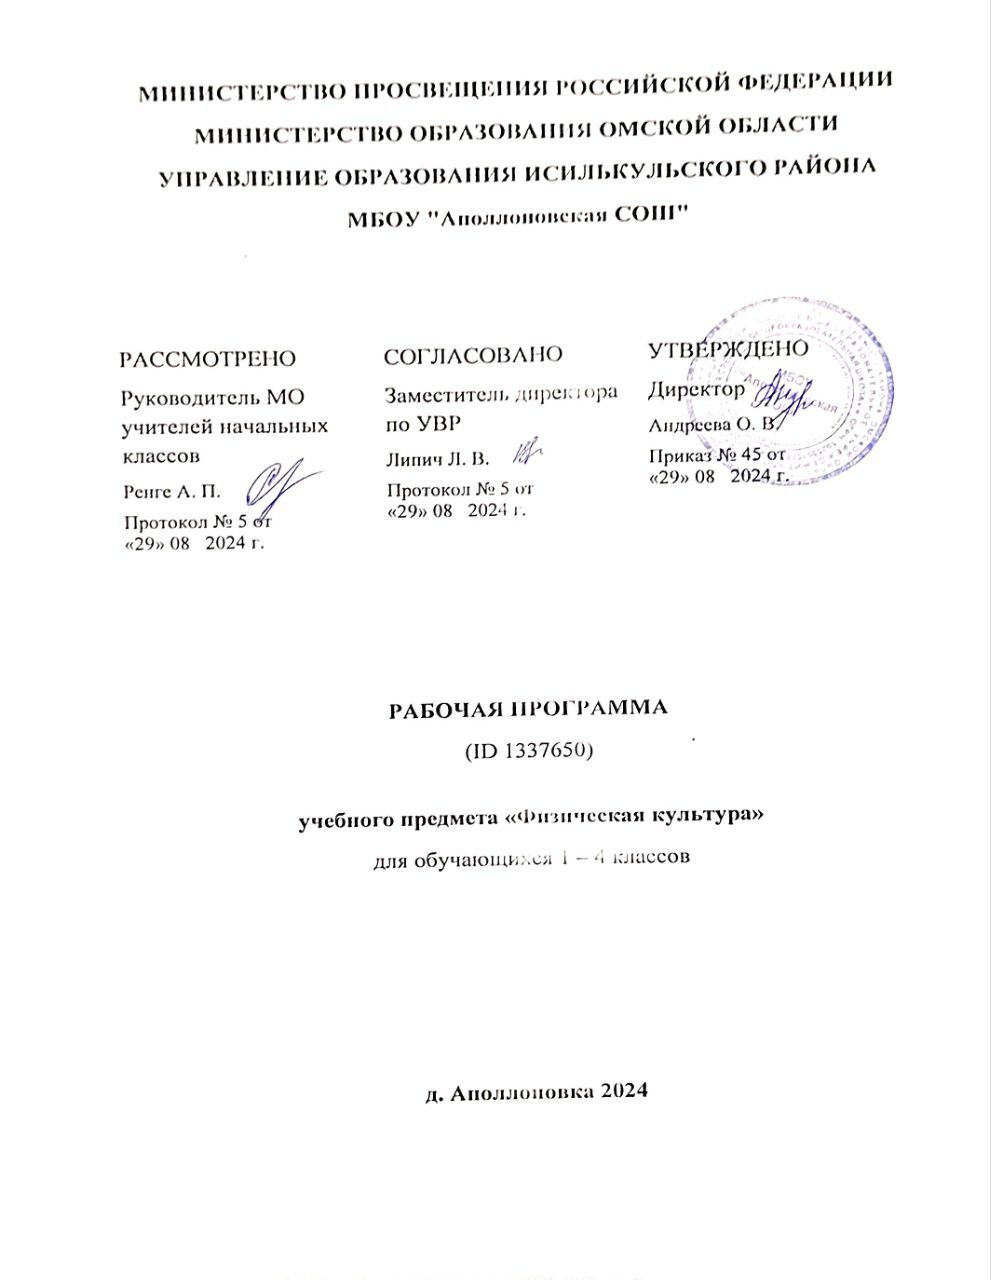 МИНИСТЕРСТВО ПРОСВЕЩЕНИЯ РОССИЙСКОЙ ФЕДЕРАЦИИ
МИНИСТЕРСТВО ОБРАЗОВАНИЯ ОМСКОЙ ОБЛАСТИ
УПРАВЛЕНИЕ ОБРАЗОВАНИЯ ИСИЛЬКУЛЬСКОГО РАЙОНА
МБОУ "Аполлоновская СОШ"
РАССМОТРЕНО
Руководитель МО
учителей начальных
классов
Ренге А. П.
Протокол № 5 от
«29» 08 2024 г.
СОГЛАСОВАНО
Заместитель директора
по УВР
Липич Л. В.
Протокол № 5 от
«29» 08 2024 г.
УТВЕРЖДЕНО
Директор
Андреева О. В.
Приказ № 45 от
«29» 08 2024 г.
МБОУ
РАБОЧАЯ ПРОГРАММА
(ID 1337650)
учебного предмета «Физическая культура»
для обучающихся 1 – 4 классов
д. Аполлоновка 2024